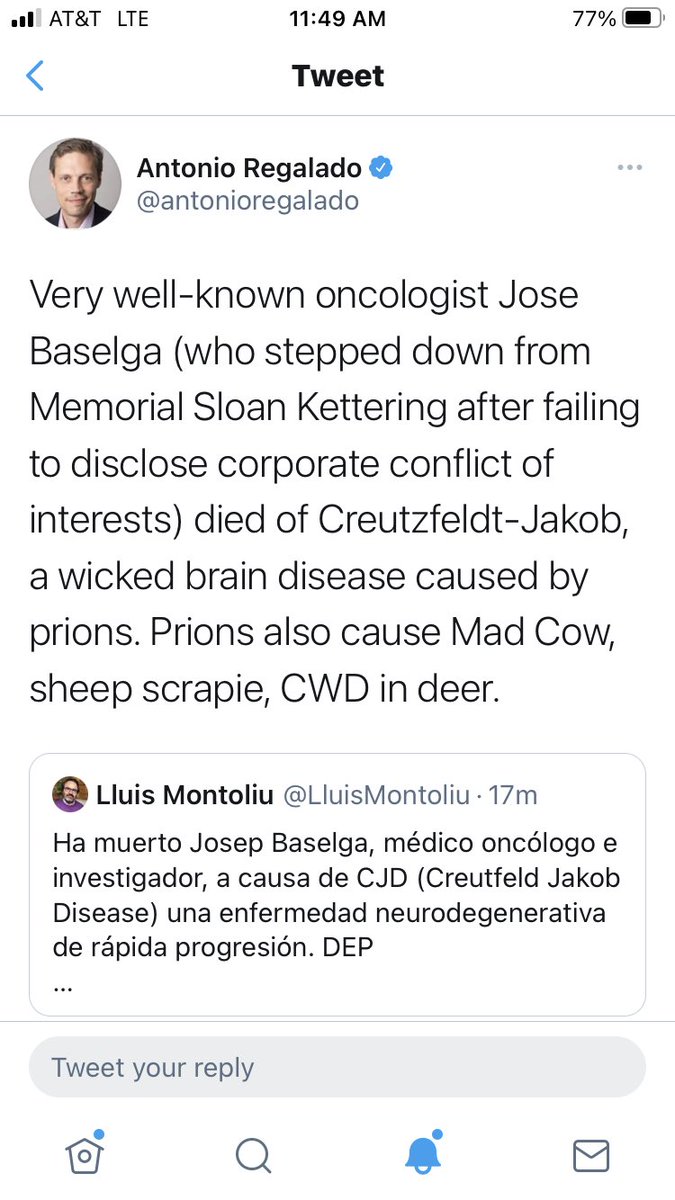 AT&T LTE 11:49 AM 77%
Tweet
Antonio Regalado
@antonioregalado
Very well-known oncologist Jose
Baselga (who stepped down from
Memorial Sloan Kettering after failing
to disclose corporate conflict of
interests) died of Creutzfeldt-Jakob,
a wicked brain disease caused by
prions. Prions also cause Mad Cow,
sheep scrapie, CWD in deer.
Lluis Montoliu @LluisMontoliu · 17m
Ha muerto Josep Baselga, médico oncólogo e
investigador, a causa de CJD (Creutfeld Jakob
Disease) una enfermedad neurodegenerativa
de rápida progresión. DEP
...
Tweet your reply